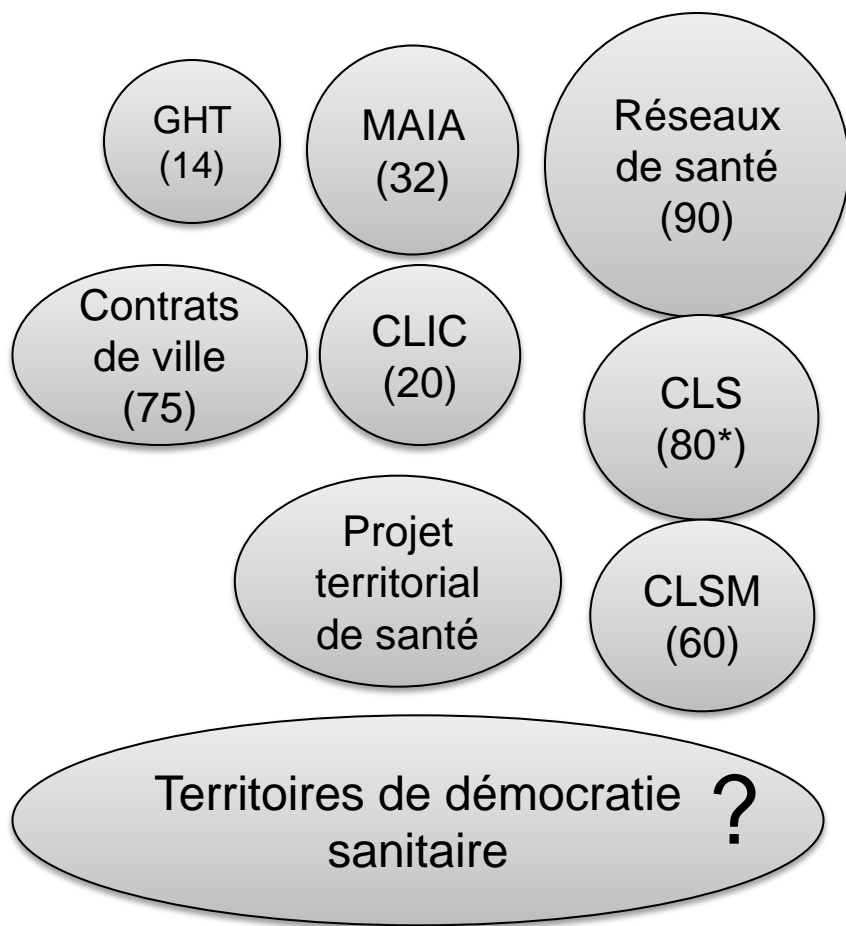 GHT
(14)
MAIA
(32)
Réseaux
de santé
(90)
Contrats
de ville
(75)
CLIC
(20)
CLS
(80*)
Projet
territorial
de santé
CLSM
(60)
Territoires de démocratie
sanitaire
?